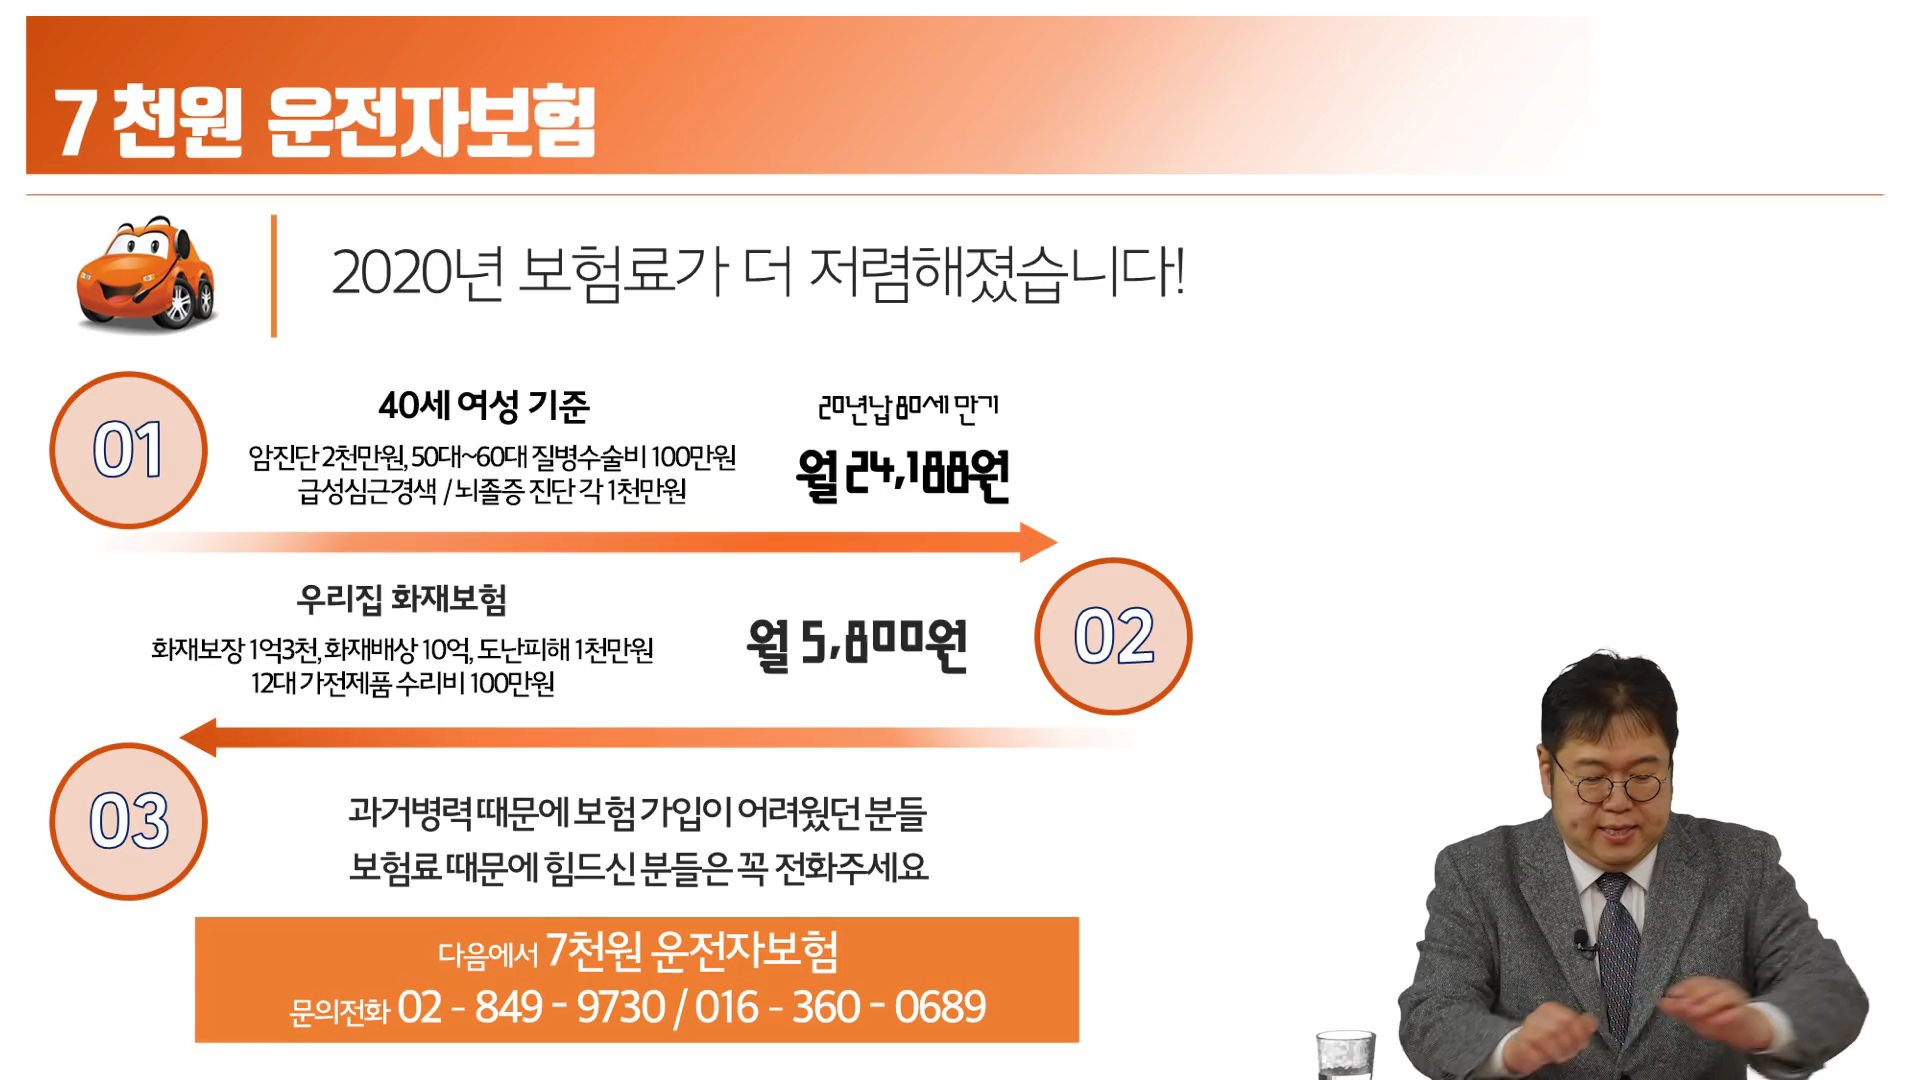 7천원 운전자보험
2020년 보험료가 더 저렴해졌습니다!
01
40세 여성 기준
암진단 2천만원, 50대~60대 질병수술비 100만원
급성심근경색 / 뇌졸증 진단 각 1천만원
20년납 80세 만기
월 24,188원
우리집 화재보험
화재보장 1억3천, 화재배상 10억, 도난피해 1천만원
12대 가전제품 수리비 100만원
월 5,800원
02
03
과거병력 때문에 보험 가입이 어려웠던 분들
보험료 때문에 힘드신 분들은 꼭 전화주세요
다음에서 7천원 운전자보험
문의전화 02 - 849 - 9730 / 016 - 360 - 0689